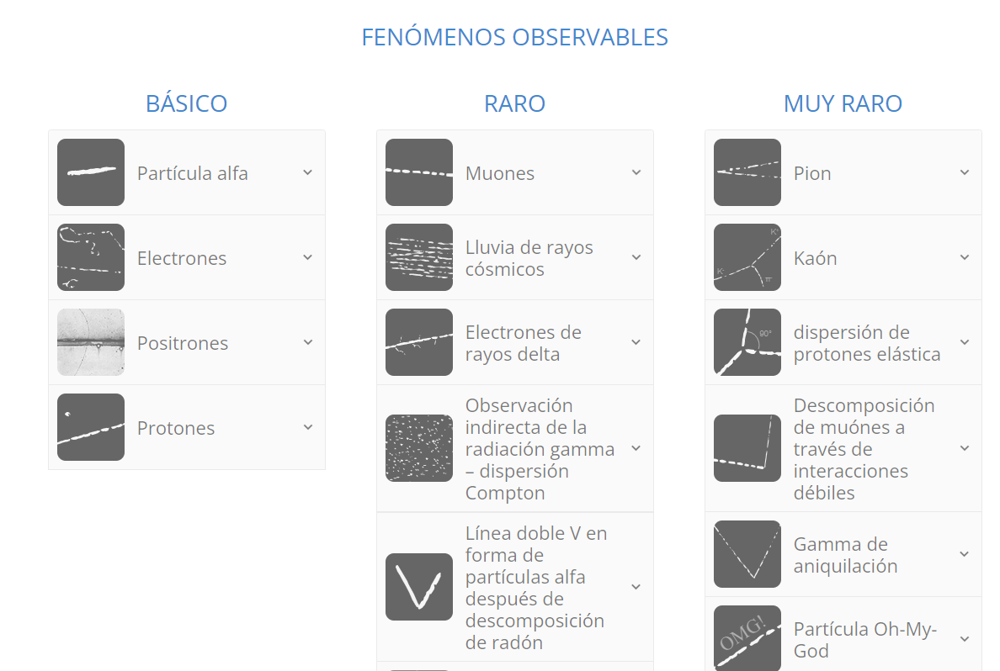 FENÓMENOS OBSERVABLES
BÁSICO
Partícula alfa
Electrones
Positrones
Protones
RARO
Muones
Lluvia de rayos
cósmicos
Electrones de
rayos delta
Observación
indirecta de la
radiación gamma
– dispersión
Compton
Línea doble V en
forma de
partículas alfa
después de
descomposición
de radón
MUY RARO
Pion
K⁺
K⁻
π⁻
Kaón
90°
dispersión de
protones elástica
Descomposición
de muónes a
través de
interacciones
débiles
Gamma de
aniquilación
OMG!
Partícula Oh-My-
God